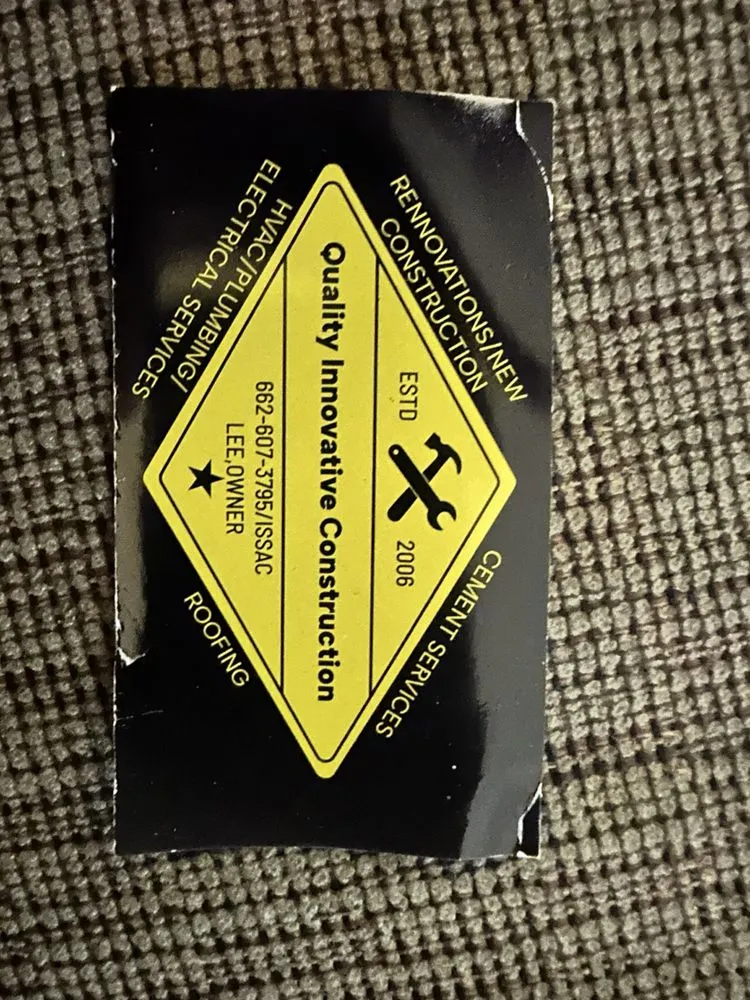 RENNOVATIONS/NEW
CONSTRUCTION
CEMENT SERVICES
ESTD 2006
Quality Innovative Construction
662-607-3795/ISSAC
LEE,OWNER
HVAC/PLUMBING/
ELECTRICAL SERVICES
ROOFING